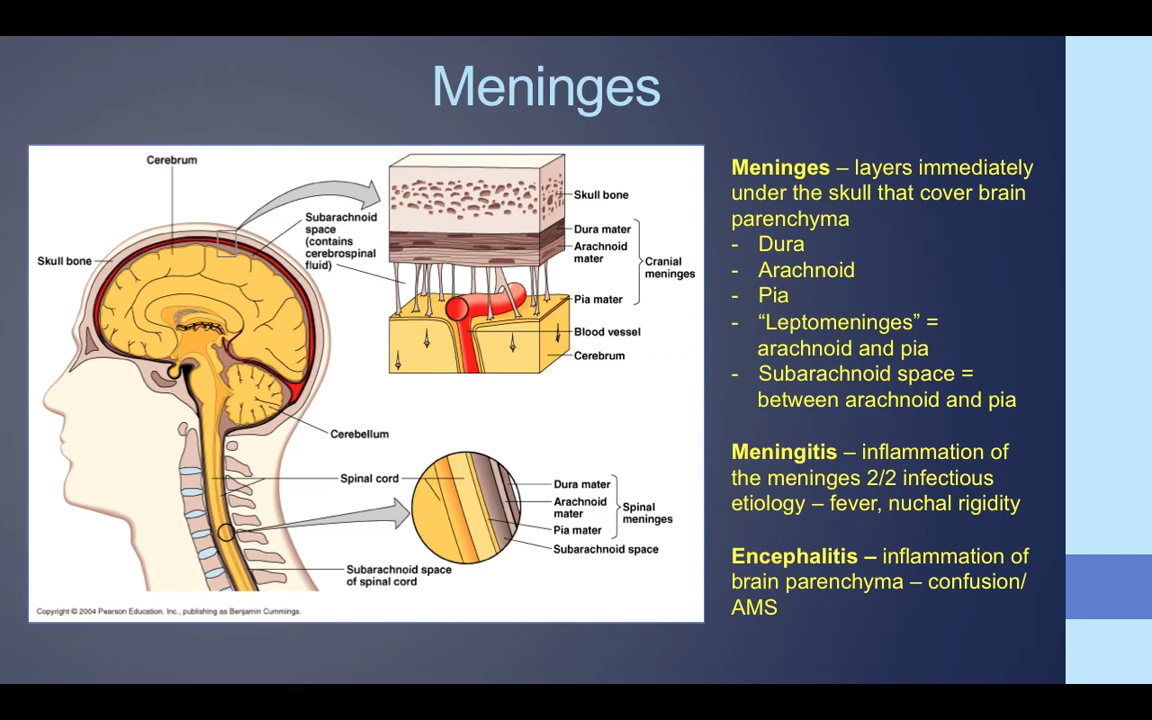 Meninges
Cerebrum
Skull bone
Subarachnoid
space
(contains
cerebrospinal
fluid)
Skull bone
Dura mater
Arachnoid
mater
Cranial
meninges
Pia mater
Blood vessel
Cerebrum
Cerebellum
Spinal cord
Dura mater
Arachnoid
mater
Spinal
meninges
Pia mater
Subarachnoid space
Subarachnoid space
of spinal cord
Copyright © 2004 Pearson Education, Inc., publishing as Benjamin Cummings.
Meninges – layers immediately
under the skull that cover brain
parenchyma
- Dura
- Arachnoid
- Pia
- “Leptomeninges” =
arachnoid and pia
- Subarachnoid space =
between arachnoid and pia
Meningitis – inflammation of
the meninges 2/2 infectious
etiology – fever, nuchal rigidity
Encephalitis – inflammation of
brain parenchyma – confusion/
AMS